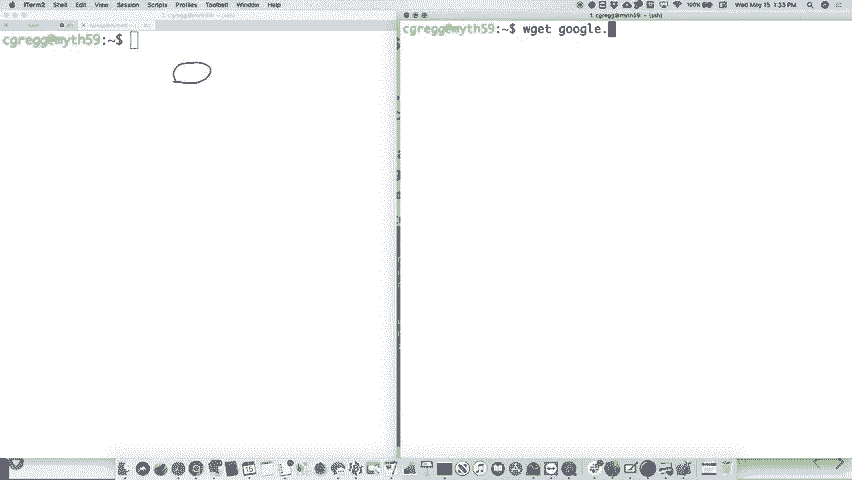 iTerm2 Shell Edit View Session Scripts Profiles Toolbelt Window Help
100%
Wed May 15 1:33 PM
1. cgregg@myth59: ~ (ssh)
cgregg@myth59:~$
cgregg@myth59:~$ wget google.